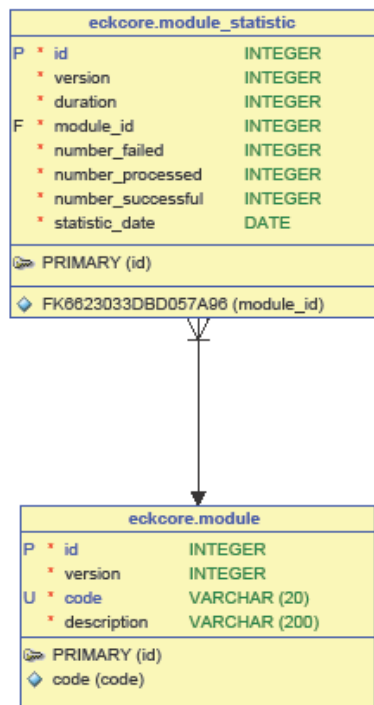 eckcore.module_statistic
P * id INTEGER
* version INTEGER
* duration INTEGER
F * module_id INTEGER
* number_failed INTEGER
* number_processed INTEGER
* number_successful INTEGER
* statistic_date DATE
PRIMARY (id)
FK6623033DBD057A96 (module_id)
eckcore.module
P * id INTEGER
* version INTEGER
U * code VARCHAR (20)
* description VARCHAR (200)
PRIMARY (id)
code (code)